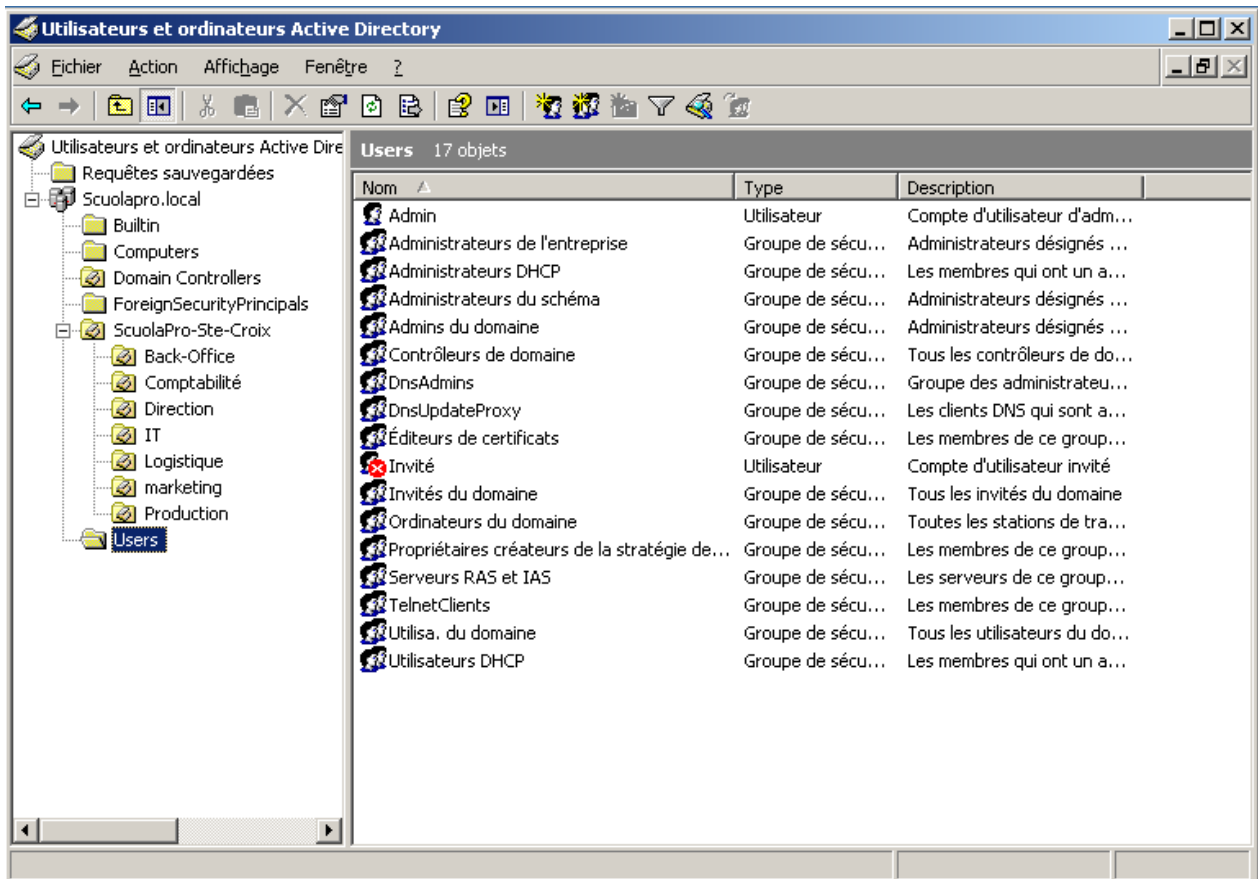 Utilisateurs et ordinateurs Active Directory
Fichier Action Affichage Fenêtre ?
Utilisateurs et ordinateurs Active Dire
Requêtes sauvegardées
Scuolapro.local
Builtin
Computers
Domain Controllers
ForeignSecurityPrincipals
ScuolaPro-Ste-Croix
Back-Office
Comptabilité
Direction
IT
Logistique
marketing
Production
Users
Users 17 objets
Nom Type Description
Admin Utilisateur Compte d'utilisateur d'adm...
Administrateurs de l'entreprise Groupe de sécu... Administrateurs désignés ...
Administrateurs DHCP Groupe de sécu... Les membres qui ont un a...
Administrateurs du schéma Groupe de sécu... Administrateurs désignés ...
Admins du domaine Groupe de sécu... Administrateurs désignés ...
Contrôleurs de domaine Groupe de sécu... Tous les contrôleurs de do...
DnsAdmins Groupe de sécu... Groupe des administrateu...
DnsUpdateProxy Groupe de sécu... Les clients DNS qui sont a...
Éditeurs de certificats Groupe de sécu... Les membres de ce group...
Invité Utilisateur Compte d'utilisateur invité
Invités du domaine Groupe de sécu... Tous les invités du domaine
Ordinateurs du domaine Groupe de sécu... Toutes les stations de tra...
Propriétaires créateurs de la stratégie de... Groupe de sécu... Les membres de ce group...
Serveurs RAS et IAS Groupe de sécu... Les serveurs de ce group...
TelnetClients Groupe de sécu... Les membres de ce group...
Utilisa. du domaine Groupe de sécu... Tous les utilisateurs du do...
Utilisateurs DHCP Groupe de sécu... Les membres qui ont un a...